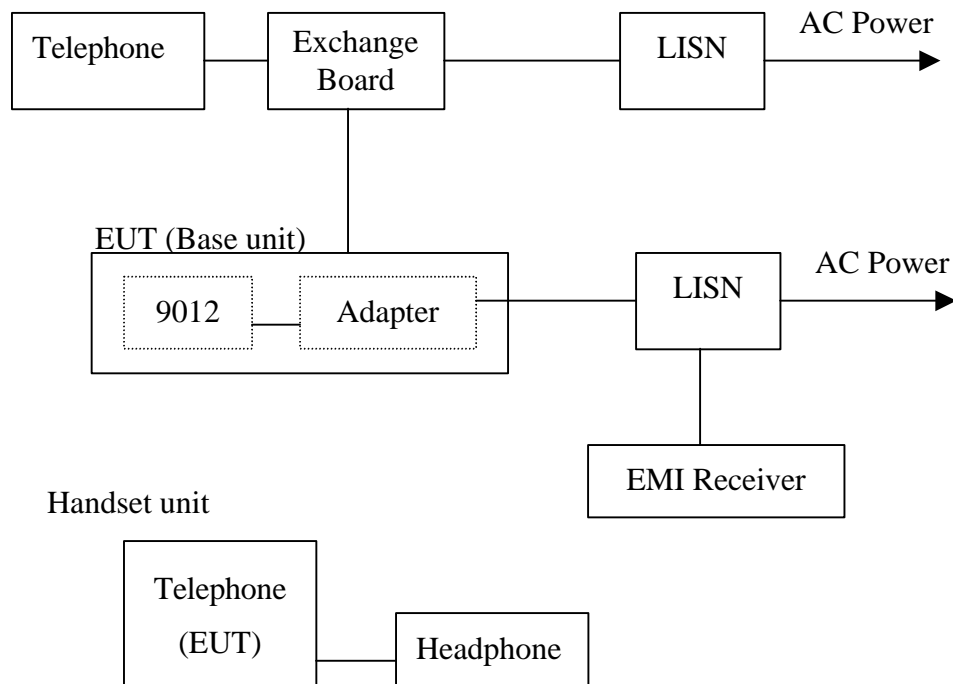 Telephone
Exchange
Board
LISN
AC Power
EUT (Base unit)
9012
Adapter
LISN
AC Power
EMI Receiver
Handset unit
Telephone
(EUT)
Headphone